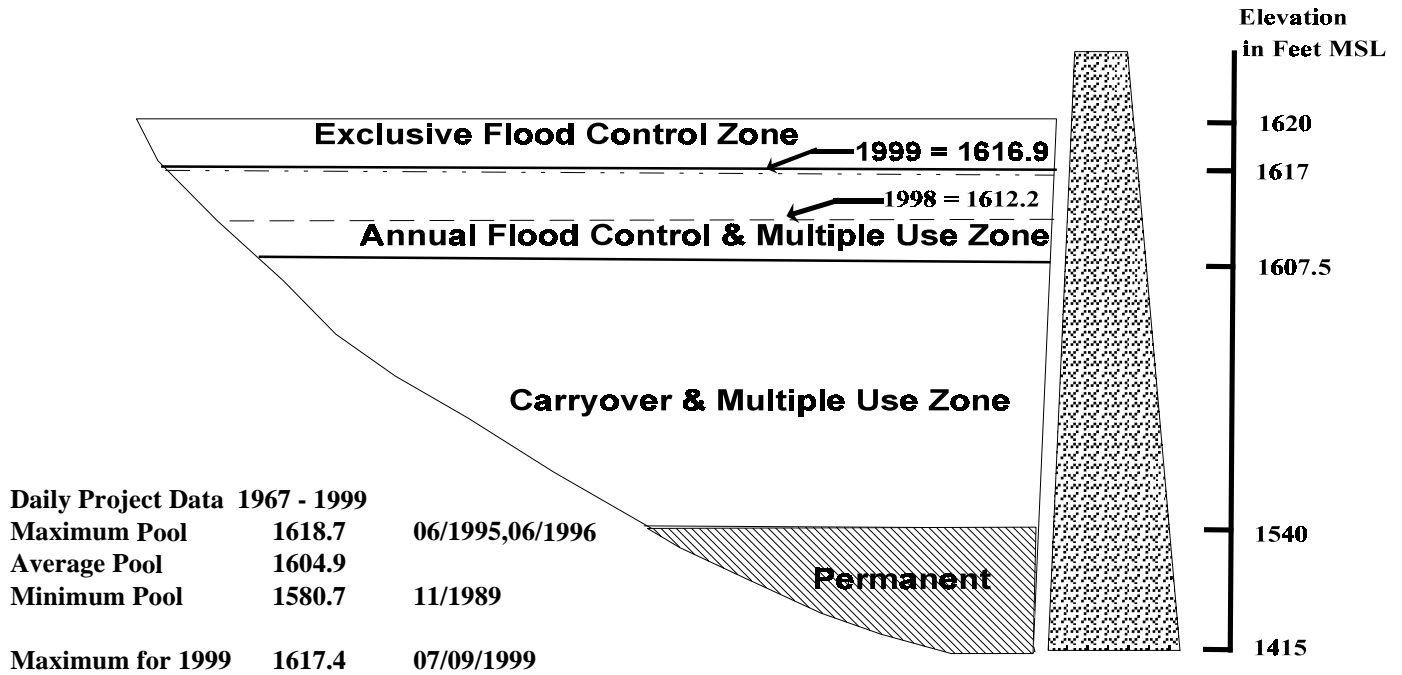 Elevation
in Feet MSL
Exclusive Flood Control Zone
1620
1999 = 1616.9
1617
1998 = 1612.2
Annual Flood Control & Multiple Use Zone
1607.5
Carryover & Multiple Use Zone
Daily Project Data 1967 - 1999
Maximum Pool 1618.7 06/1995,06/1996
1540
Average Pool 1604.9
Permanent
Minimum Pool 1580.7 11/1989
1415
Maximum for 1999 1617.4 07/09/1999